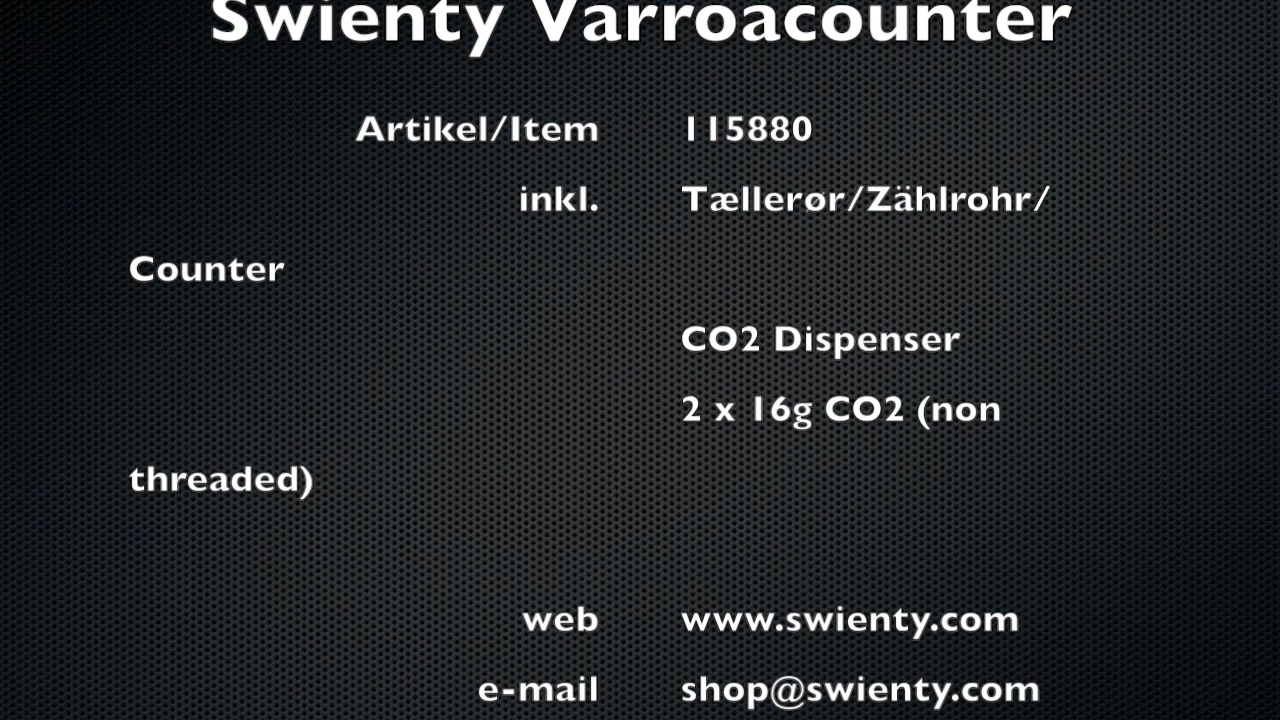 Swienty Varroacounter
Artikel/Item 115880
inkl. Tællerør/Zählrohr/
Counter
CO2 Dispenser
2 x 16g CO2 (non
threaded)
web www.swienty.com
e-mail shop@swienty.com